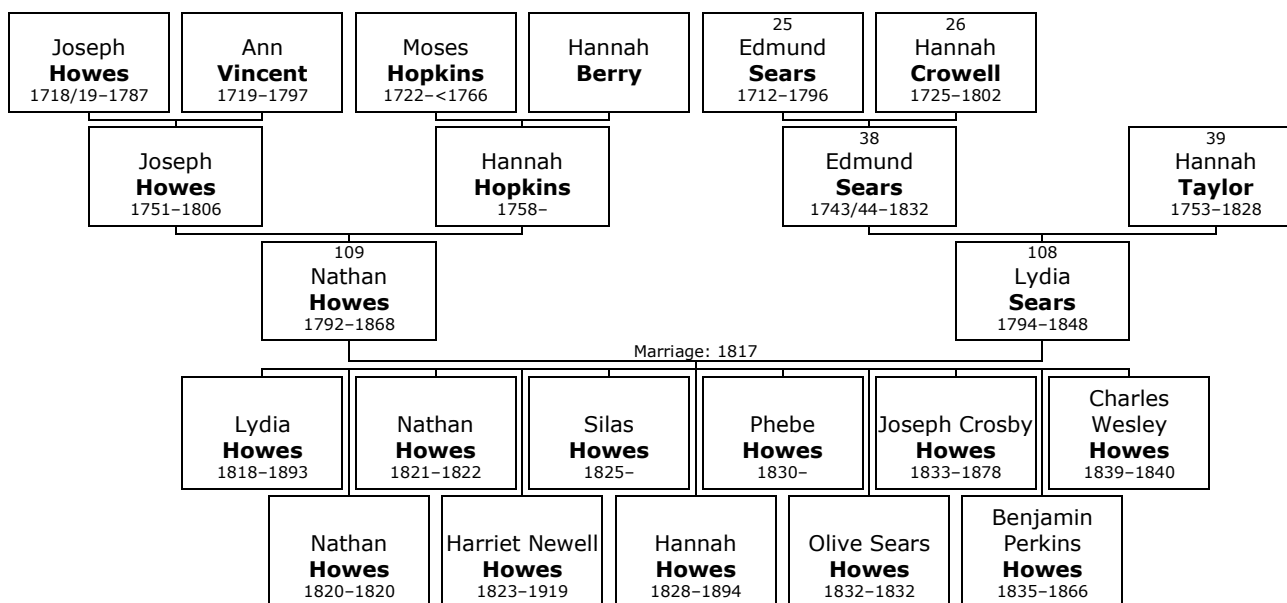 Joseph
Howes
1718/19–1787
Ann
Vincent
1719–1797
Moses
Hopkins
1722–<1766
Hannah
Berry
25
Edmund
Sears
1712–1796
26
Hannah
Crowell
1725–1802
Joseph
Howes
1751–1806
Hannah
Hopkins
1758–
38
Edmund
Sears
1743/44–1832
39
Hannah
Taylor
1753–1828
109
Nathan
Howes
1792–1868
108
Lydia
Sears
1794–1848
Marriage: 1817
Lydia
Howes
1818–1893
Nathan
Howes
1821–1822
Silas
Howes
1825–
Phebe
Howes
1830–
Joseph Crosby
Howes
1833–1878
Charles
Wesley
Howes
1839–1840
Nathan
Howes
1820–1820
Harriet Newell
Howes
1823–1919
Hannah
Howes
1828–1894
Olive Sears
Howes
1832–1832
Benjamin
Perkins
Howes
1835–1866